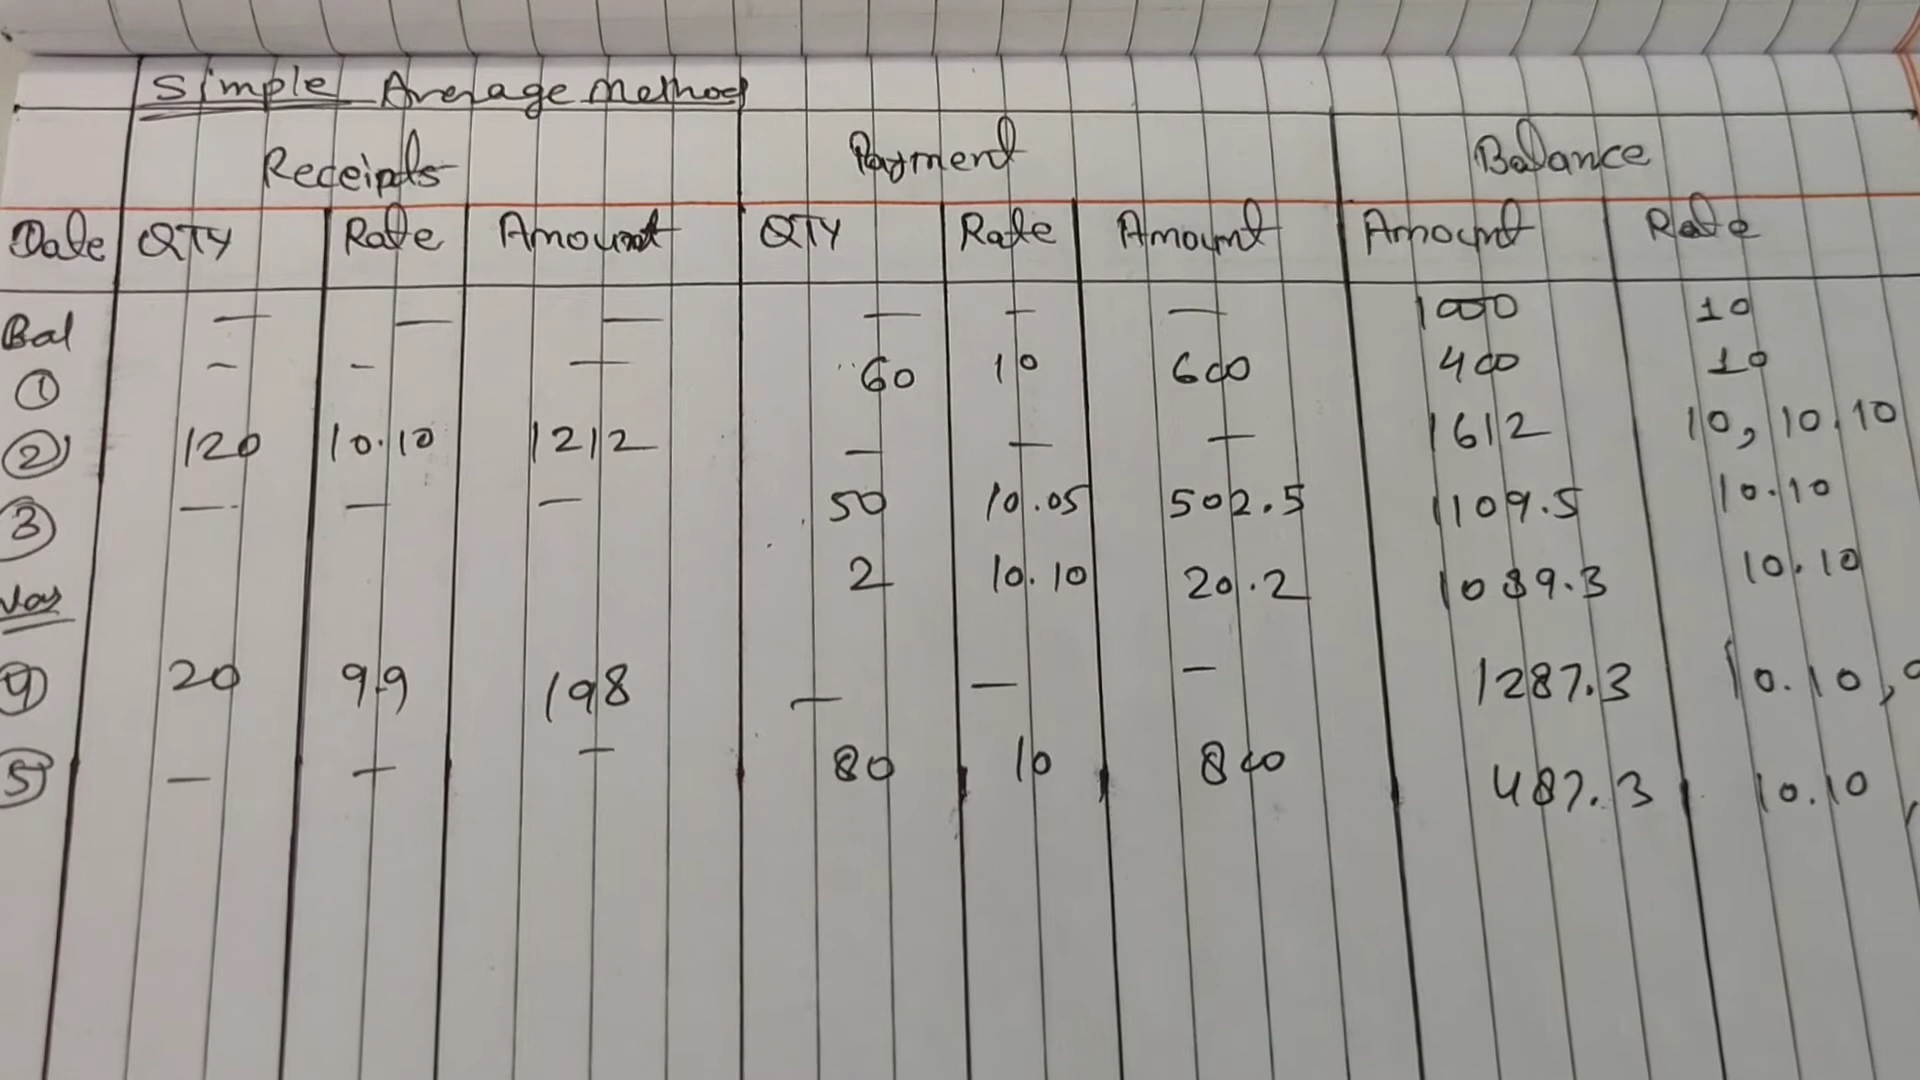 Simple Average Method
Receipts Payment Balance
Date QTY Rate Amount QTY Rate Amount Amount Rate
Bal — — — — — — 1000 10
① - - — 60 10 600 400 10
② 120 10.10 1212 — — — 1612 10, 10.10
③ — — — 50 10.05 502.5 1109.5 10.10
2 10.10 20.2 1089.3 10.10
④ 20 9.9 198 — — — 1287.3 10.10,
⑤ — — — 80 10 800 487.3 10.10